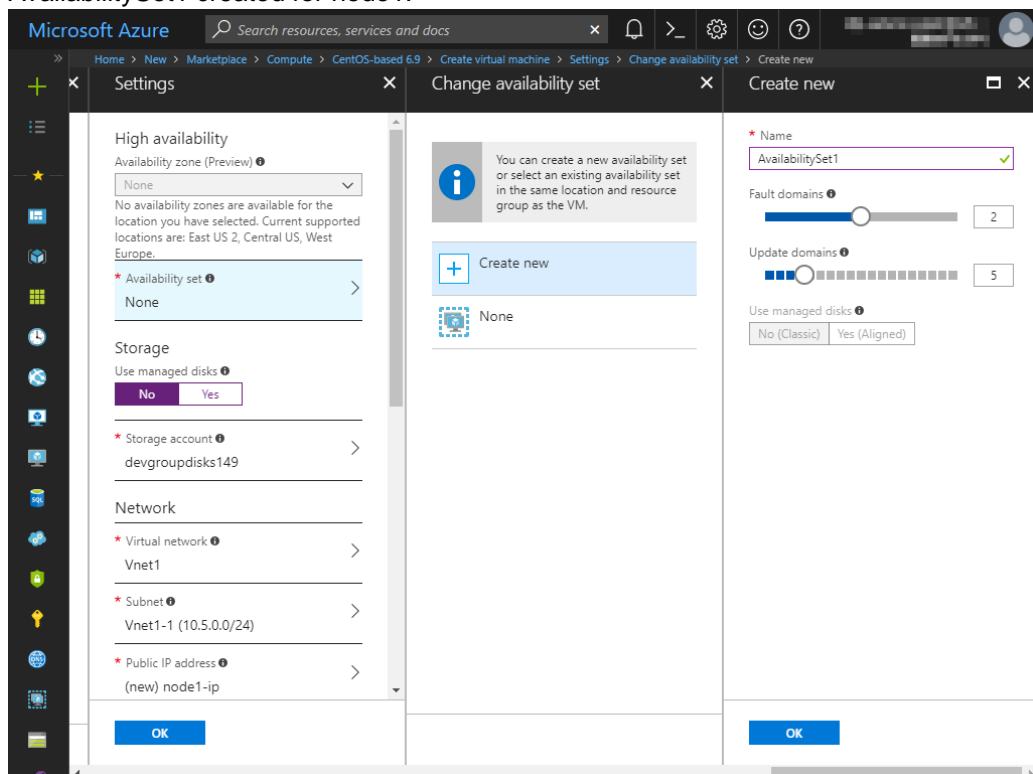 AvailabilitySet1 created for node1.
Microsoft Azure
Search resources, services and docs
Home > New > Marketplace > Compute > CentOS-based 6.9 > Create virtual machine > Settings > Change availability set > Create new
Settings
High availability
Availability zone (Preview)
None
No availability zones are available for the
location you have selected. Current supported
locations are: East US 2, Central US, West
Europe.
* Availability set
None
Storage
Use managed disks
No Yes
* Storage account
devgroupdisks149
Network
* Virtual network
Vnet1
* Subnet
Vnet1-1 (10.5.0.0/24)
* Public IP address
(new) node1-ip
OK
Change availability set
You can create a new availability set
or select an existing availability set
in the same location and resource
group as the VM.
Create new
None
Create new
* Name
AvailabilitySet1
Fault domains
2
Update domains
5
Use managed disks
No (Classic) Yes (Aligned)
OK
SQL
DNS